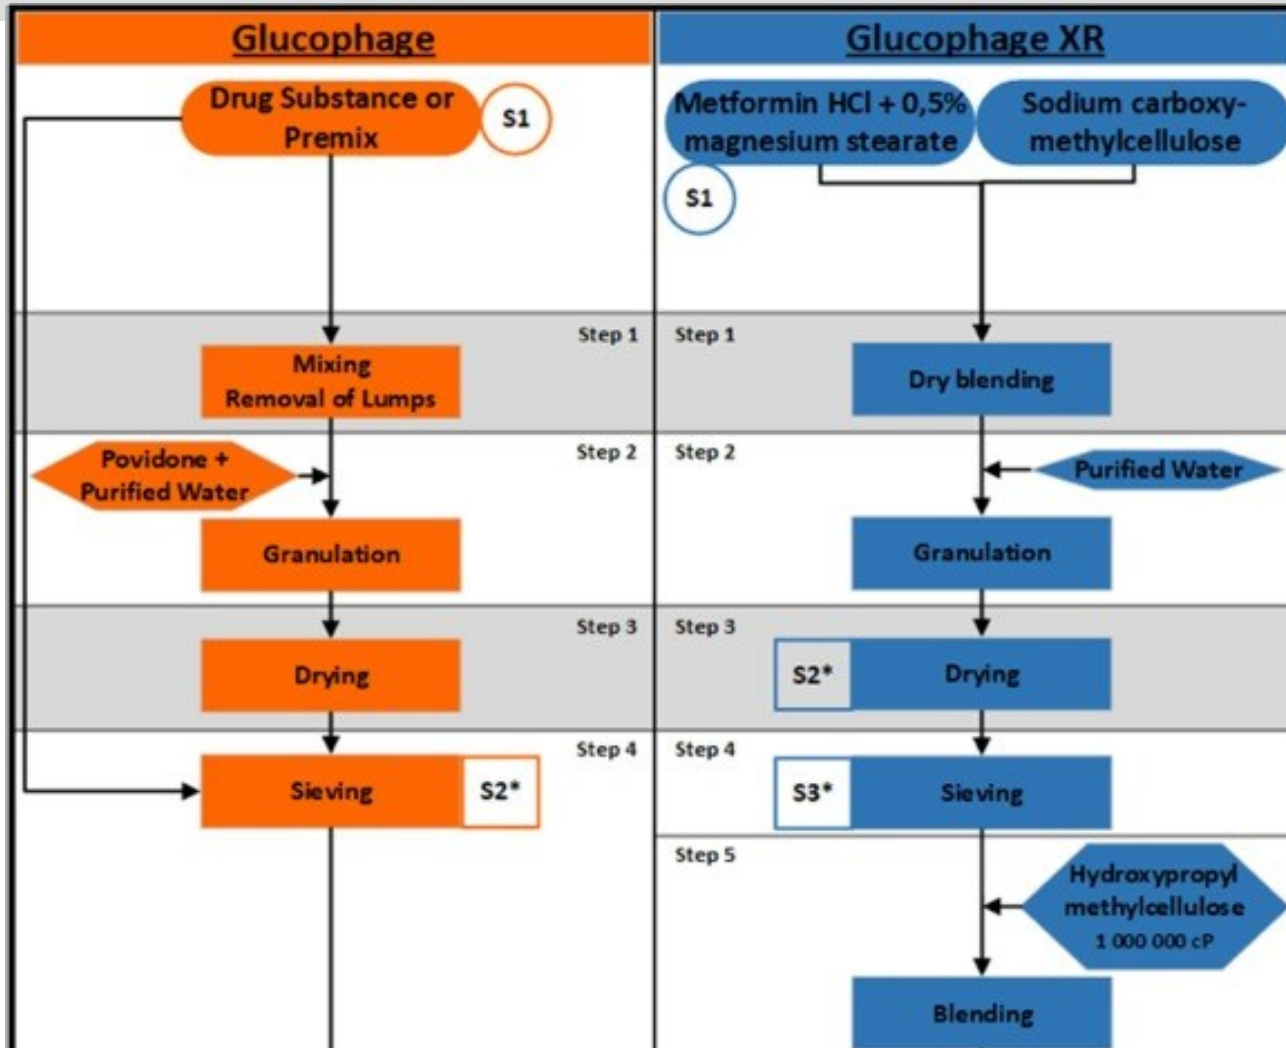 Glucophage
Glucophage XR
Drug Substance or
Premix
S1
Metformin HCl + 0,5%
magnesium stearate
Sodium carboxy-
methylcellulose
S1
Step 1
Step 1
Mixing
Removal of Lumps
Dry blending
Step 2
Step 2
Povidone +
Purified Water
Purified Water
Granulation
Granulation
Step 3
Step 3
Drying
S2*
Drying
Step 4
Step 4
Sieving
S2*
S3*
Sieving
Step 5
Hydroxypropyl
methylcellulose
1 000 000 cP
Blending